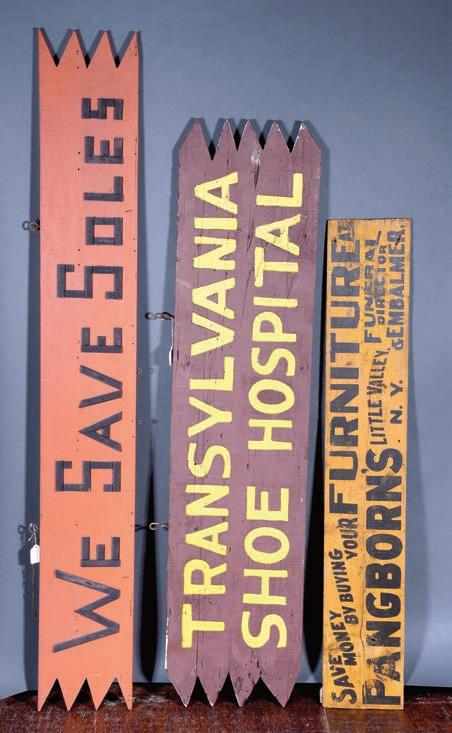 WE SAVE SOLES
TRANSYLVANIA
SHOE HOSPITAL
SAVE MONEY BY BUYING YOUR FURNITURE AT
PANGBORN'S LITTLE VALLEY, N.Y. FUNERAL DIRECTOR & EMBALMER.